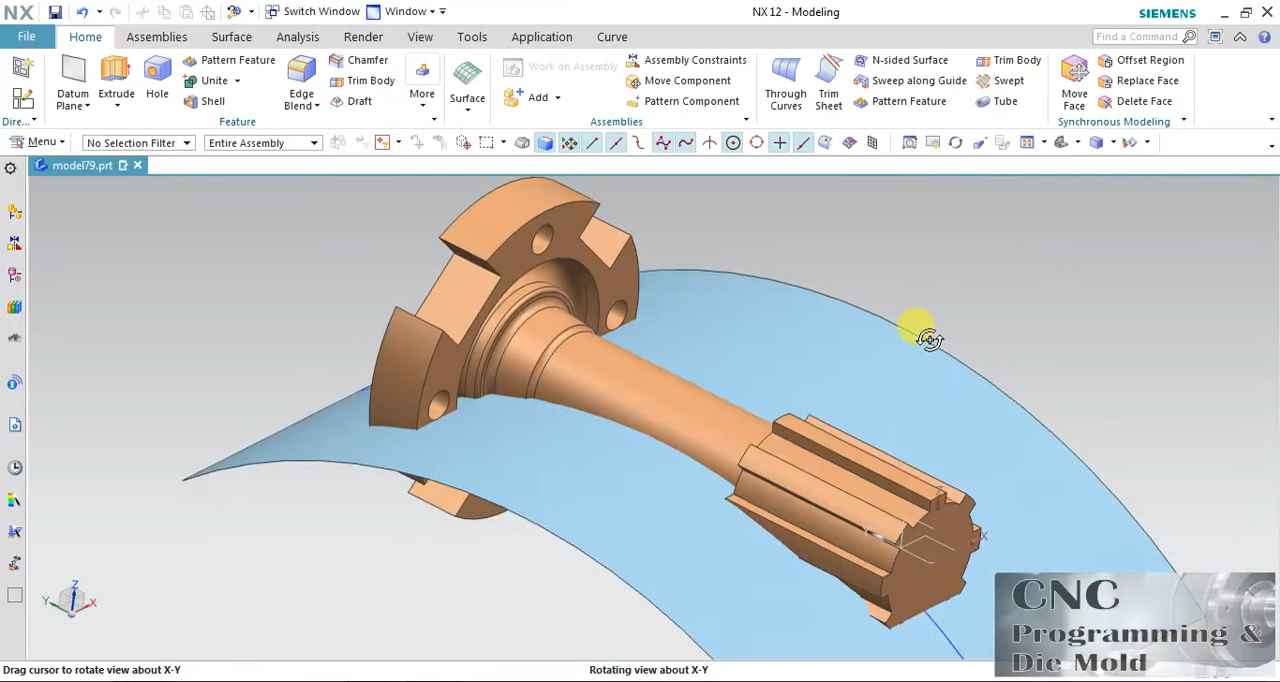 NX
Switch Window
Window
NX 12 - Modeling
SIEMENS
File
Home
Assemblies
Surface
Analysis
Render
View
Tools
Application
Curve
Find a Command
Dire...
Datum Plane
Extrude
Hole
Pattern Feature
Unite
Shell
Edge Blend
Chamfer
Trim Body
Draft
More
Feature
Surface
Work on Assembly
Add
Assembly Constraints
Move Component
Pattern Component
Assemblies
Through Curves
Trim Sheet
N-sided Surface
Sweep along Guide
Pattern Feature
Trim Body
Swept
Tube
Move Face
Offset Region
Replace Face
Delete Face
Synchronous Modeling
Menu
No Selection Filter
Entire Assembly
model79.prt
X
Z
Y
X
CNC
Programming &
Die Mold
Drag cursor to rotate view about X-Y
Rotating view about X-Y